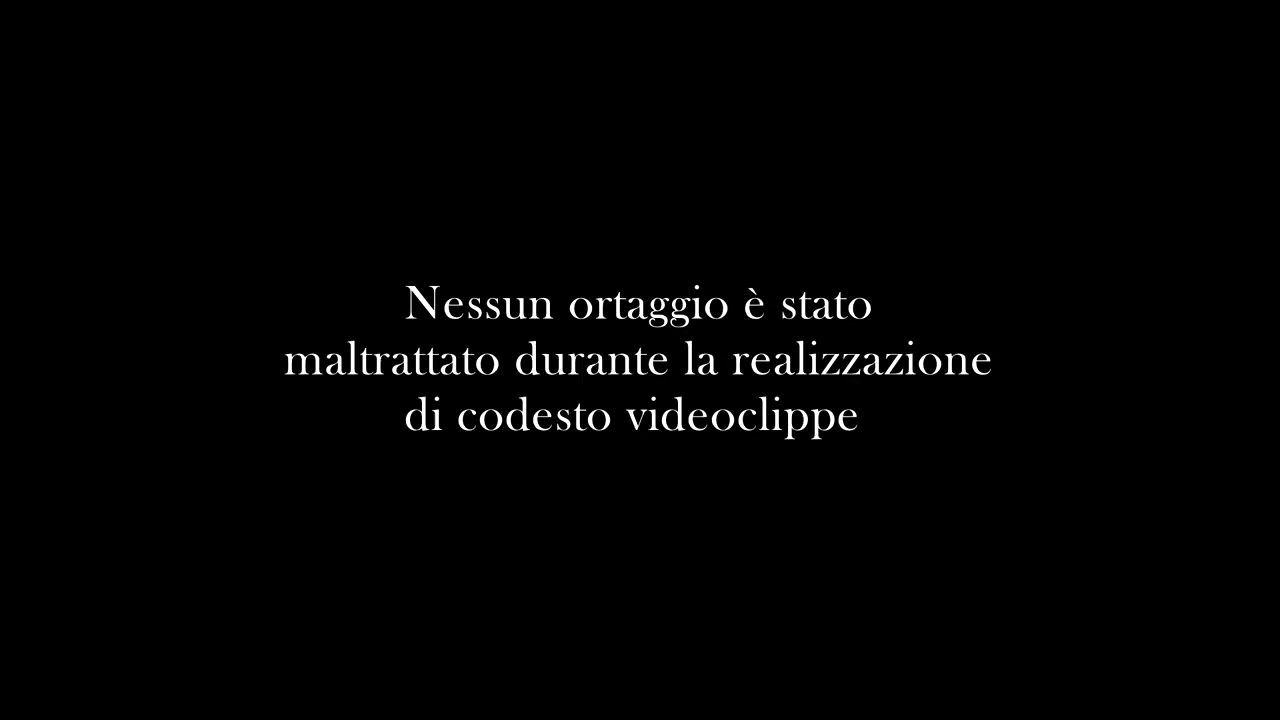 Nessun ortaggio è stato
maltrattato durante la realizzazione
di codesto videoclippe